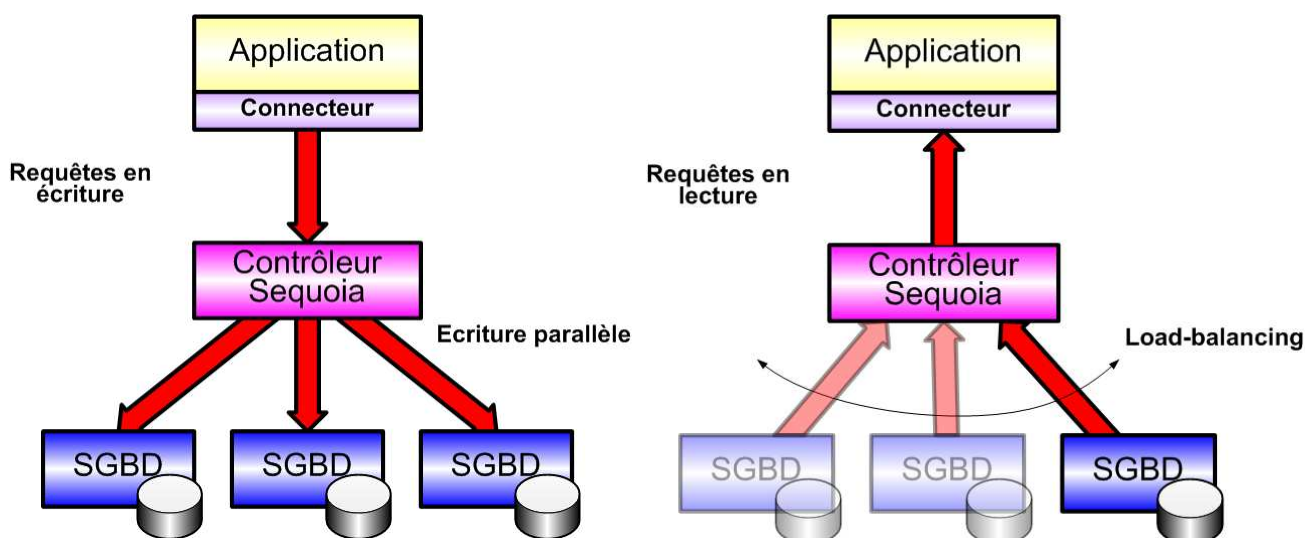 Application
Connecteur
Requêtes en
écriture
Contrôleur
Sequoia
Ecriture parallèle
SGBD
SGBD
SGBD
Application
Connecteur
Requêtes en
lecture
Contrôleur
Sequoia
Load-balancing
SGBD
SGBD
SGBD